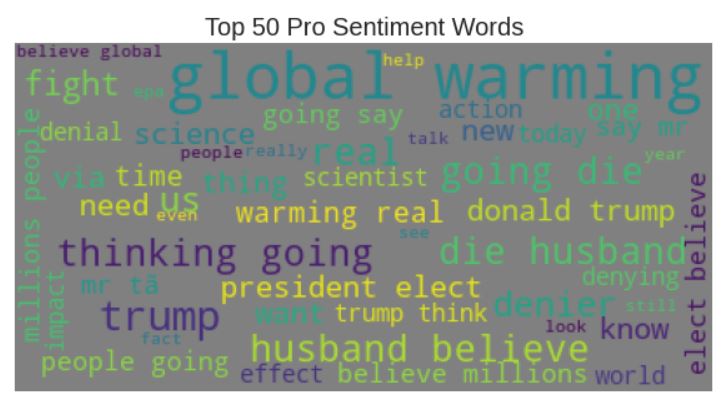 Top 50 Pro Sentiment Words
believe global
global warming
help
fight
epa
going say
action
one
denial
science
new
today
say mr
people
really
real
talk
year
via
time
thing
scientist
going die
millions people
need
us
even
warming real
donald trump
see
thinking going
die husband
elect believe
mr tã
president elect
denying
impact
trump
want
trump think
denier
still
fact
look
know
husband believe
people going
effect
believe millions
world